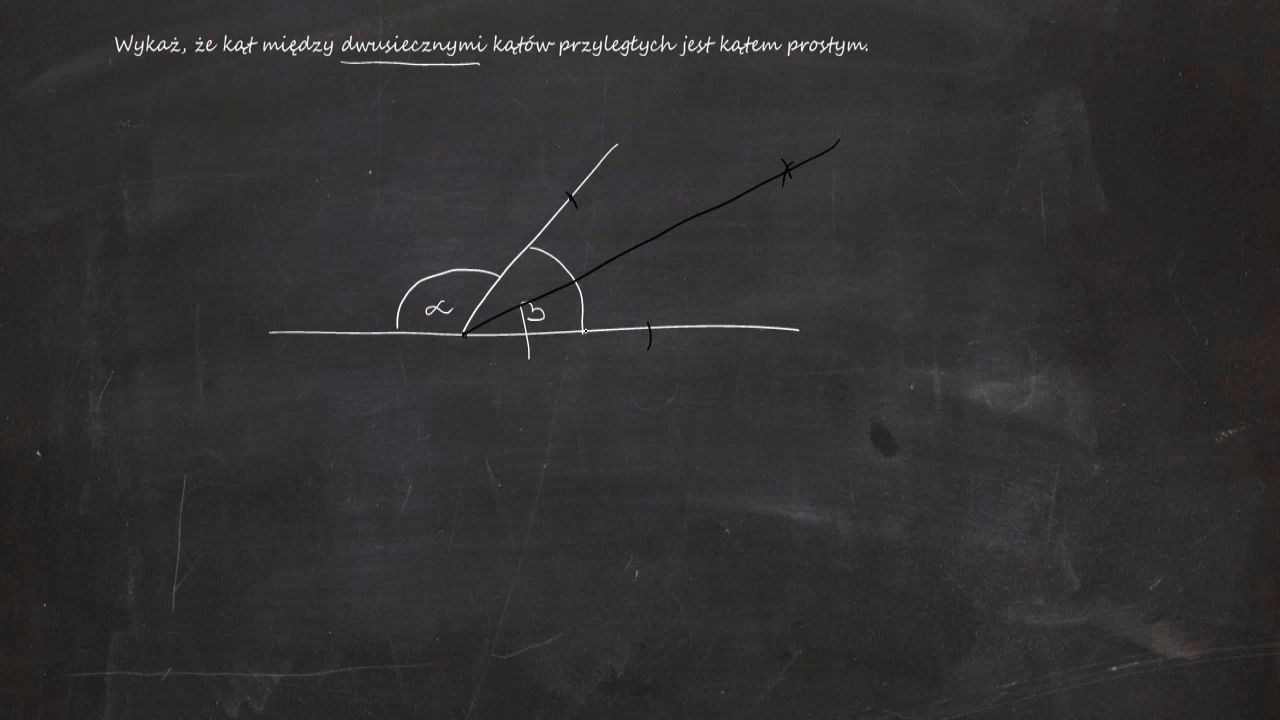 Wykaż, że kąt między dwusiecznymi kątów przyległych jest kątem prostym.
α β